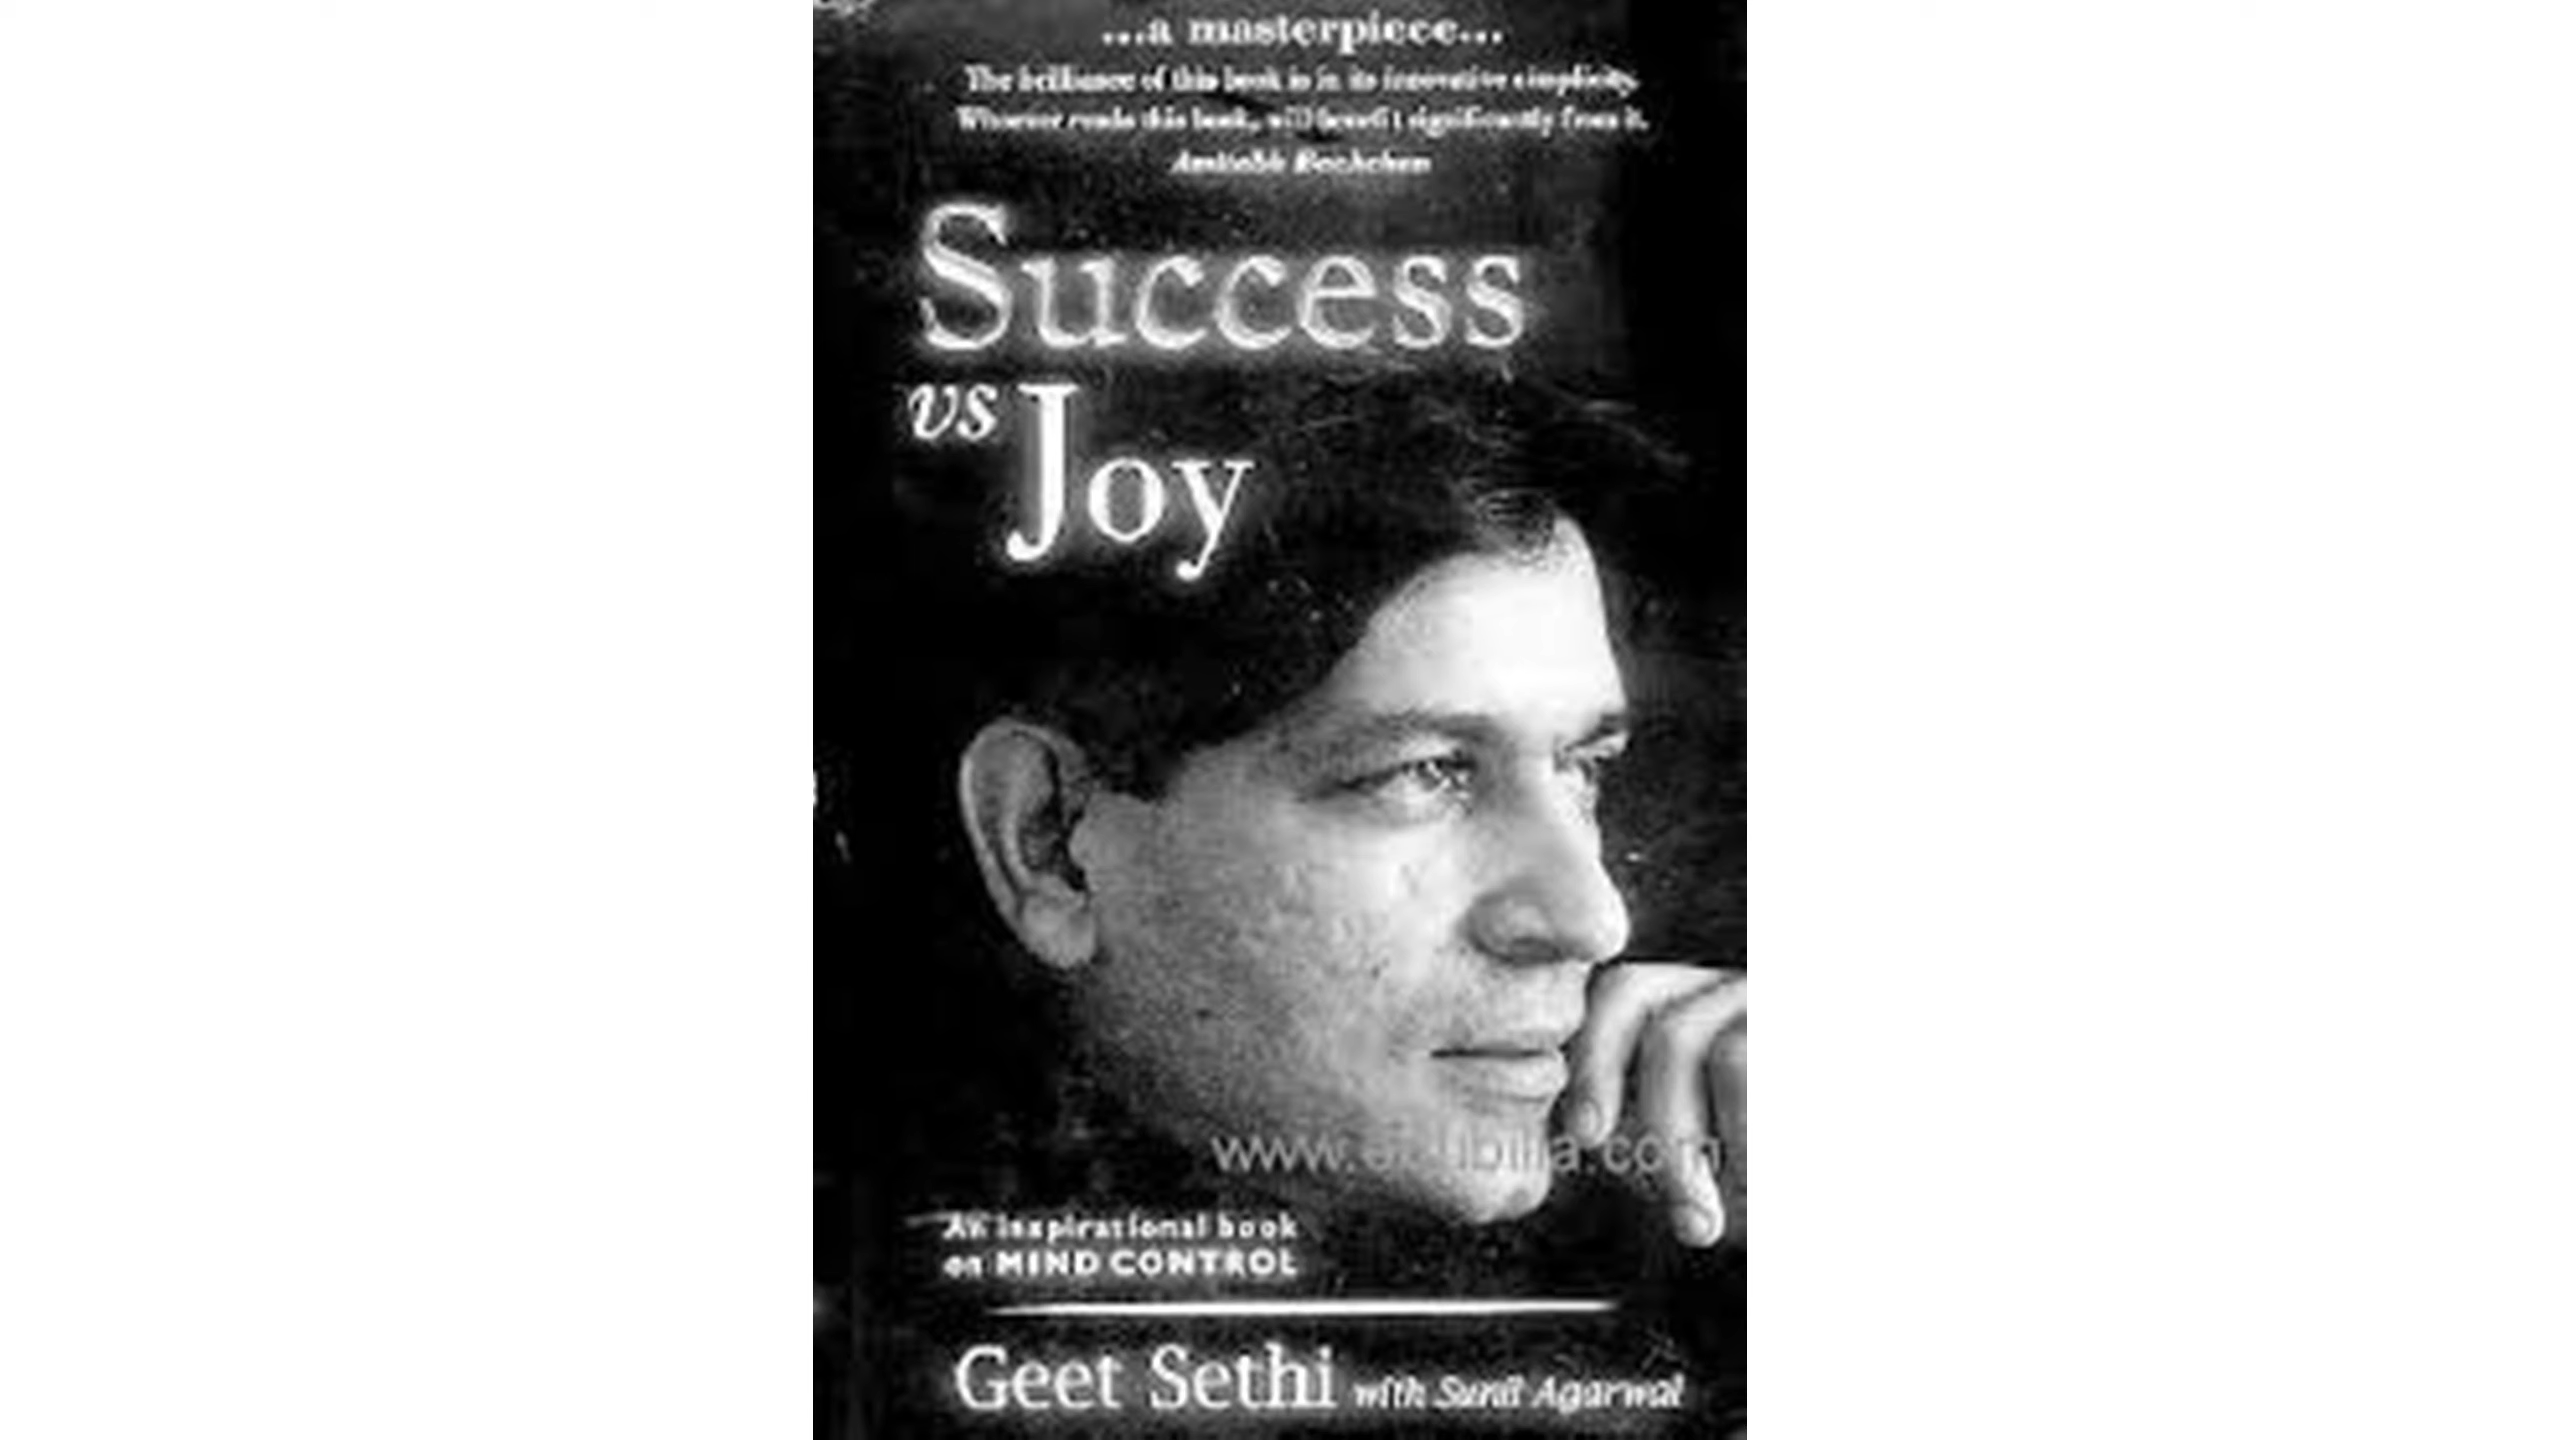 ...a masterpiece...
The brilliance of this book is in its innovative simplicity.
Whoever reads this book, will benefit significantly from it.
Amitabh Bachchan
Success
vs Joy
An inspirational book
on MIND CONTROL
Geet Sethi with Sunil Agarwal